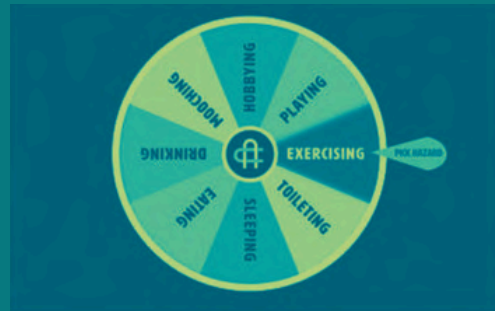 HOBBYING
PLAYING
EXERCISING
PICK HAZARD
TOILETING
SLEEPING
EATING
DRINKING
MOOCHING